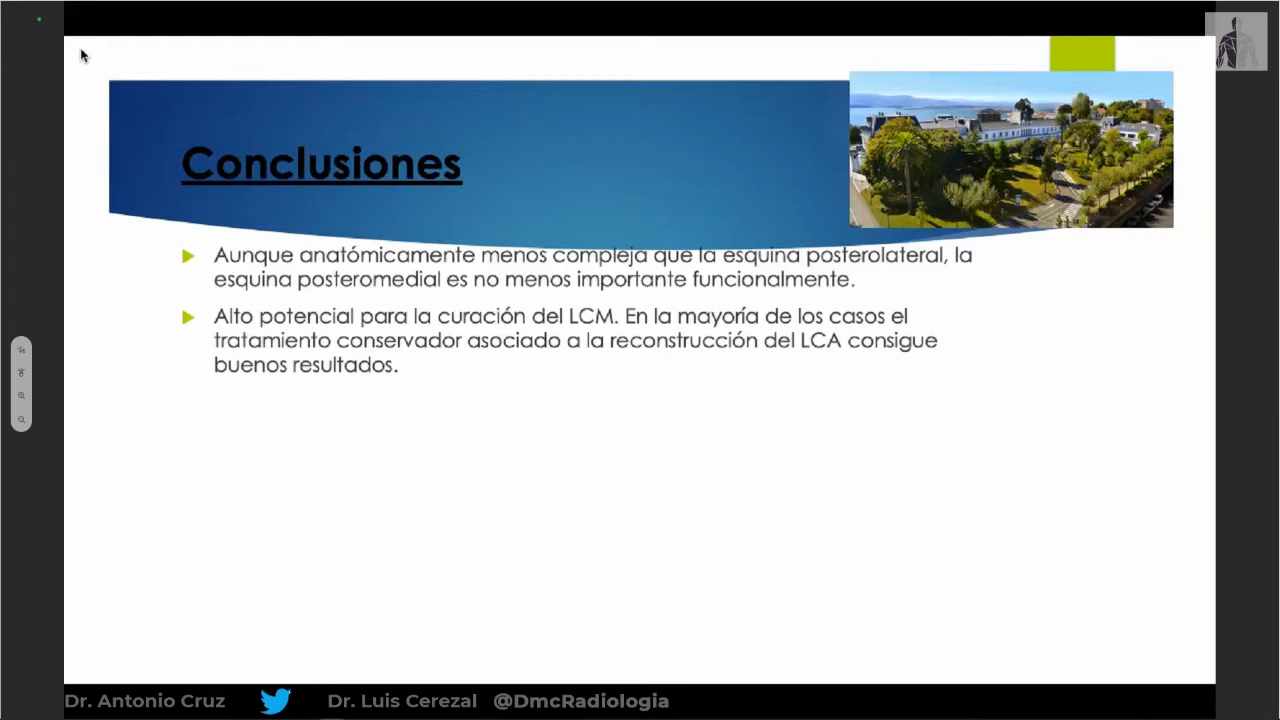 Conclusiones
Aunque anatómicamente menos compleja que la esquina posterolateral, la
esquina posteromedial es no menos importante funcionalmente.
Alto potencial para la curación del LCM. En la mayoría de los casos el
tratamiento conservador asociado a la reconstrucción del LCA consigue
buenos resultados.
Dr. Antonio Cruz Dr. Luis Cerezal @DmcRadiologia